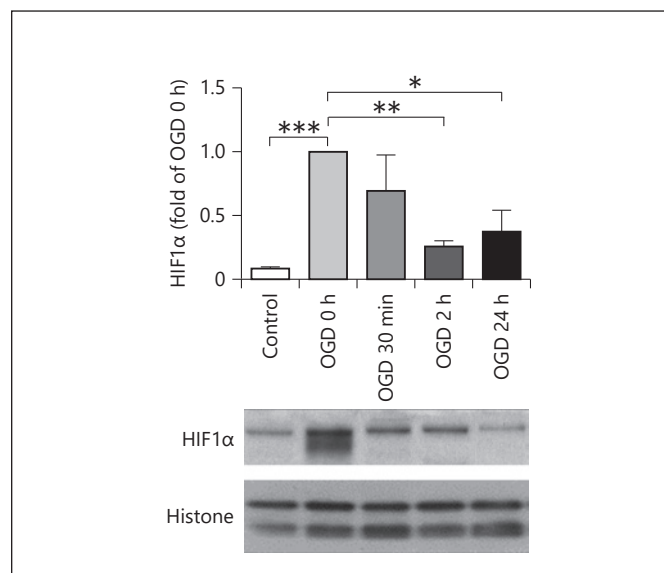 HIF1α (fold of OGD 0 h)
1.5
1.0
0.5
0
***
**
*
Control
OGD 0 h
OGD 30 min
OGD 2 h
OGD 24 h
HIF1α
Histone